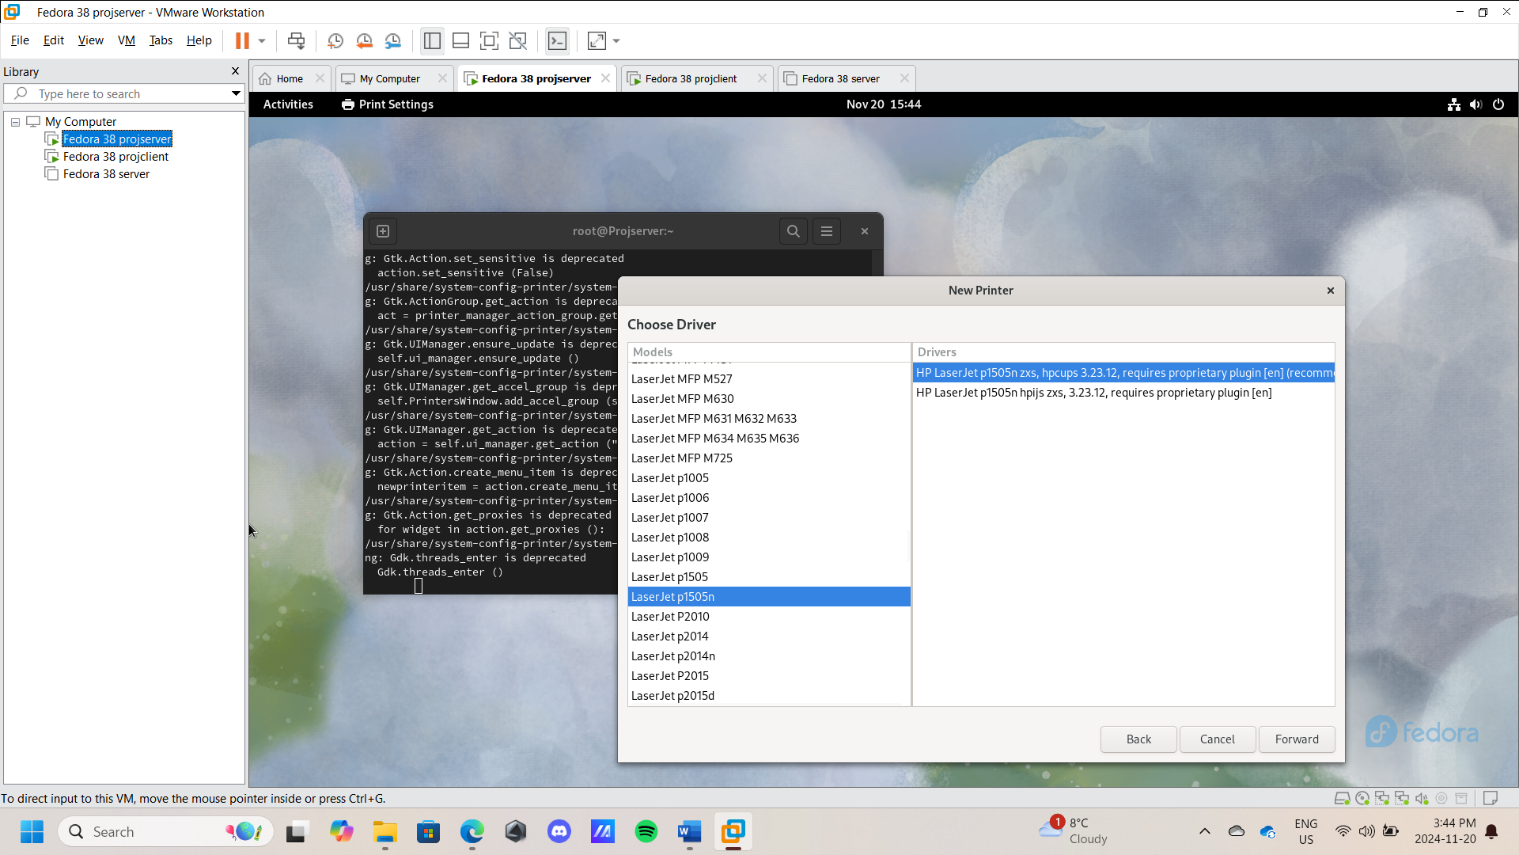 Fedora 38 projserver - VMware Workstation
File Edit View VM Tabs Help
Library
Type here to search
My Computer
Fedora 38 projserver
Fedora 38 projclient
Fedora 38 server
Home
My Computer
Fedora 38 projserver
Fedora 38 projclient
Fedora 38 server
Activities
Print Settings
Nov 20 15:44
root@Projserver:~
g: Gtk.Action.set_sensitive is deprecated
action.set_sensitive (False)
/usr/share/system-config-printer/system-
g: Gtk.ActionGroup.get_action is depreca
act = printer_manager_action_group.get
/usr/share/system-config-printer/system-
g: Gtk.UIManager.ensure_update is deprec
self.ui_manager.ensure_update ()
/usr/share/system-config-printer/system-
g: Gtk.UIManager.get_accel_group is depr
self.PrintersWindow.add_accel_group (s
/usr/share/system-config-printer/system-
g: Gtk.UIManager.get_action is deprecate
action = self.ui_manager.get_action ("
/usr/share/system-config-printer/system-
g: Gtk.Action.create_menu_item is deprec
newprinteritem = action.create_menu_it
/usr/share/system-config-printer/system-
g: Gtk.Action.get_proxies is deprecated
for widget in action.get_proxies ():
/usr/share/system-config-printer/system-
ng: Gdk.threads_enter is deprecated
Gdk.threads_enter ()
New Printer
Choose Driver
Models
LaserJet MFP M527
LaserJet MFP M630
LaserJet MFP M631 M632 M633
LaserJet MFP M634 M635 M636
LaserJet MFP M725
LaserJet p1005
LaserJet p1006
LaserJet p1007
LaserJet p1008
LaserJet p1009
LaserJet p1505
LaserJet p1505n
LaserJet P2010
LaserJet p2014
LaserJet p2014n
LaserJet P2015
LaserJet p2015d
Drivers
HP LaserJet p1505n zxs, hpcups 3.23.12, requires proprietary plugin [en] (recomm
HP LaserJet p1505n hpijs zxs, 3.23.12, requires proprietary plugin [en]
Back
Cancel
Forward
fedora
To direct input to this VM, move the mouse pointer inside or press Ctrl+G.
Search
1
8°C
Cloudy
ENG
US
3:44 PM
2024-11-20